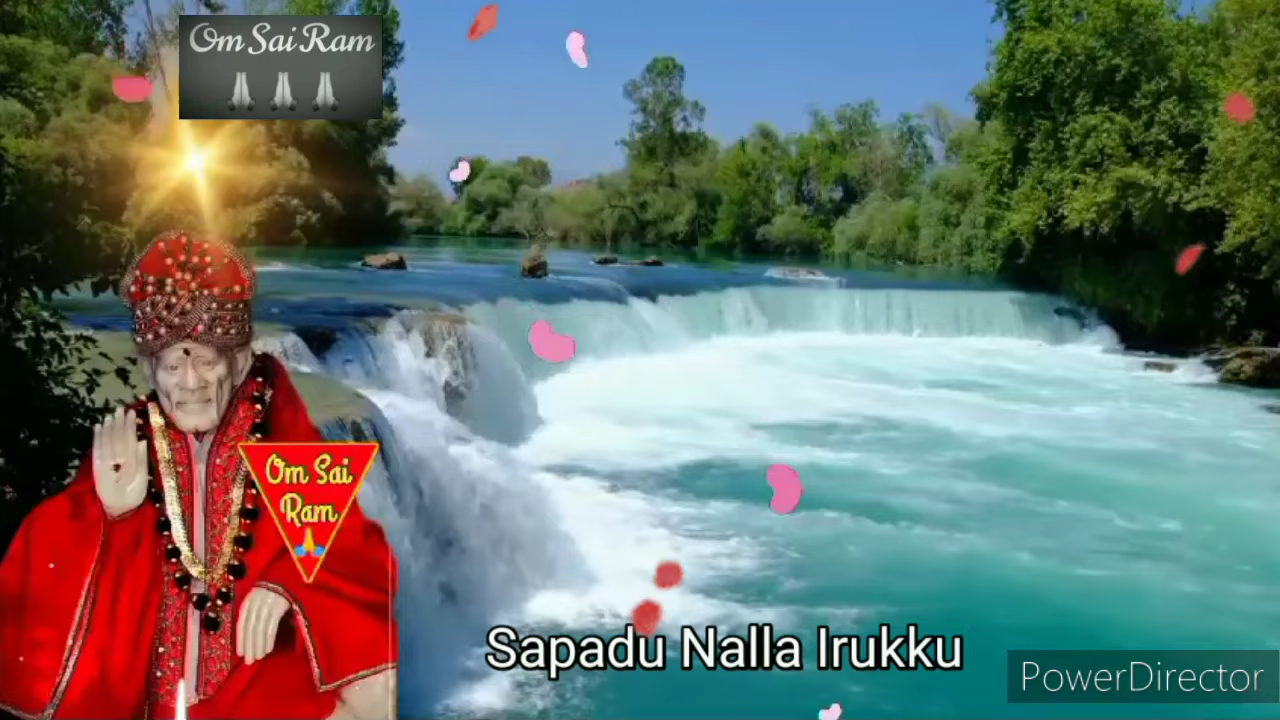 Om Sai Ram
🙏 🙏 🙏
Om Sai
Ram
🙏
Sapadu Nalla Irukku
PowerDirector